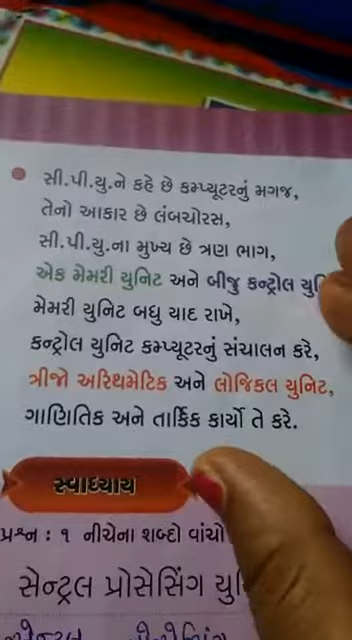 સી.પી.યુ.ને કહે છે કમ્પ્યૂટરનું મગજ,
તેનો આકાર છે લંબચોરસ,
સી.પી.યુ.ના મુખ્ય છે ત્રણ ભાગ,
એક મેમરી યુનિટ અને બીજુ કન્ટ્રોલ
મેમરી યુનિટ બધુ યાદ રાખે,
કન્ટ્રોલ યુનિટ કમ્પ્યૂટરનું સંચાલન કરે,
ત્રીજો અરિથમેટિક અને લોજિકલ યુનિટ,
ગાણિતિક અને તાર્કિક કાર્યો તે કરે.
સ્વાધ્યાય
પ્રશ્ન : ૧ નીચેના શબ્દો વાંચો
સેન્ટ્રલ પ્રોસેસિંગ